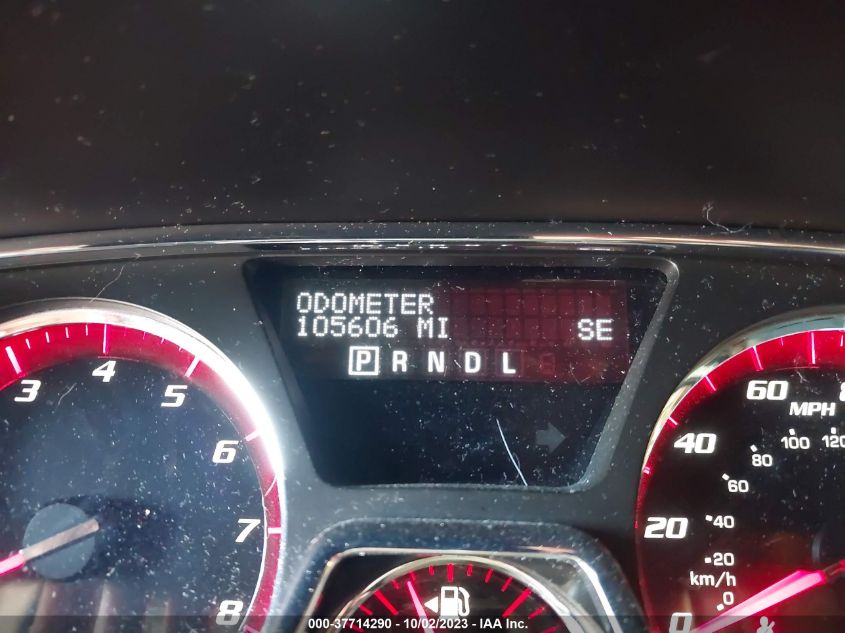 ODOMETER
105606 MI SE
P R N D L
3 4 5 6 7 8
0 20 40 60
MPH
0 20 40 60 80 100 120
km/h
000-37714290 - 10/02/2023 - IAA Inc.